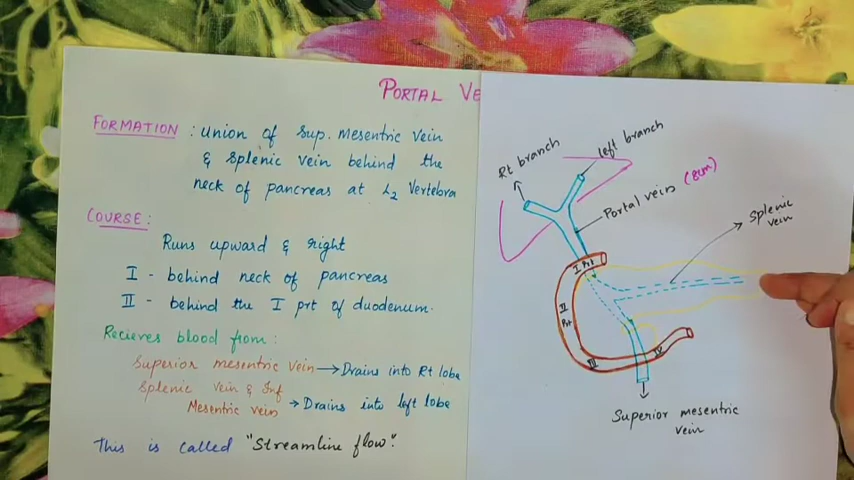 PORTAL VE
FORMATION : Union of Sup. Mesentric vein
& Splenic vein behind the
neck of pancreas at L2 Vertebra
COURSE:
Runs upward & right
I - behind neck of pancreas
II - behind the I prt of duodenum.
Recieves blood from:
Superior mesentric vein → Drains into Rt lobe
Splenic vein & Inf
Mesentric vein → Drains into left lobe
This is called "Streamline flow".
Rt branch
left branch
Portal vein (8cm)
Splenic
vein
I Prt
II
Prt
III
IV
Superior mesentric
vein